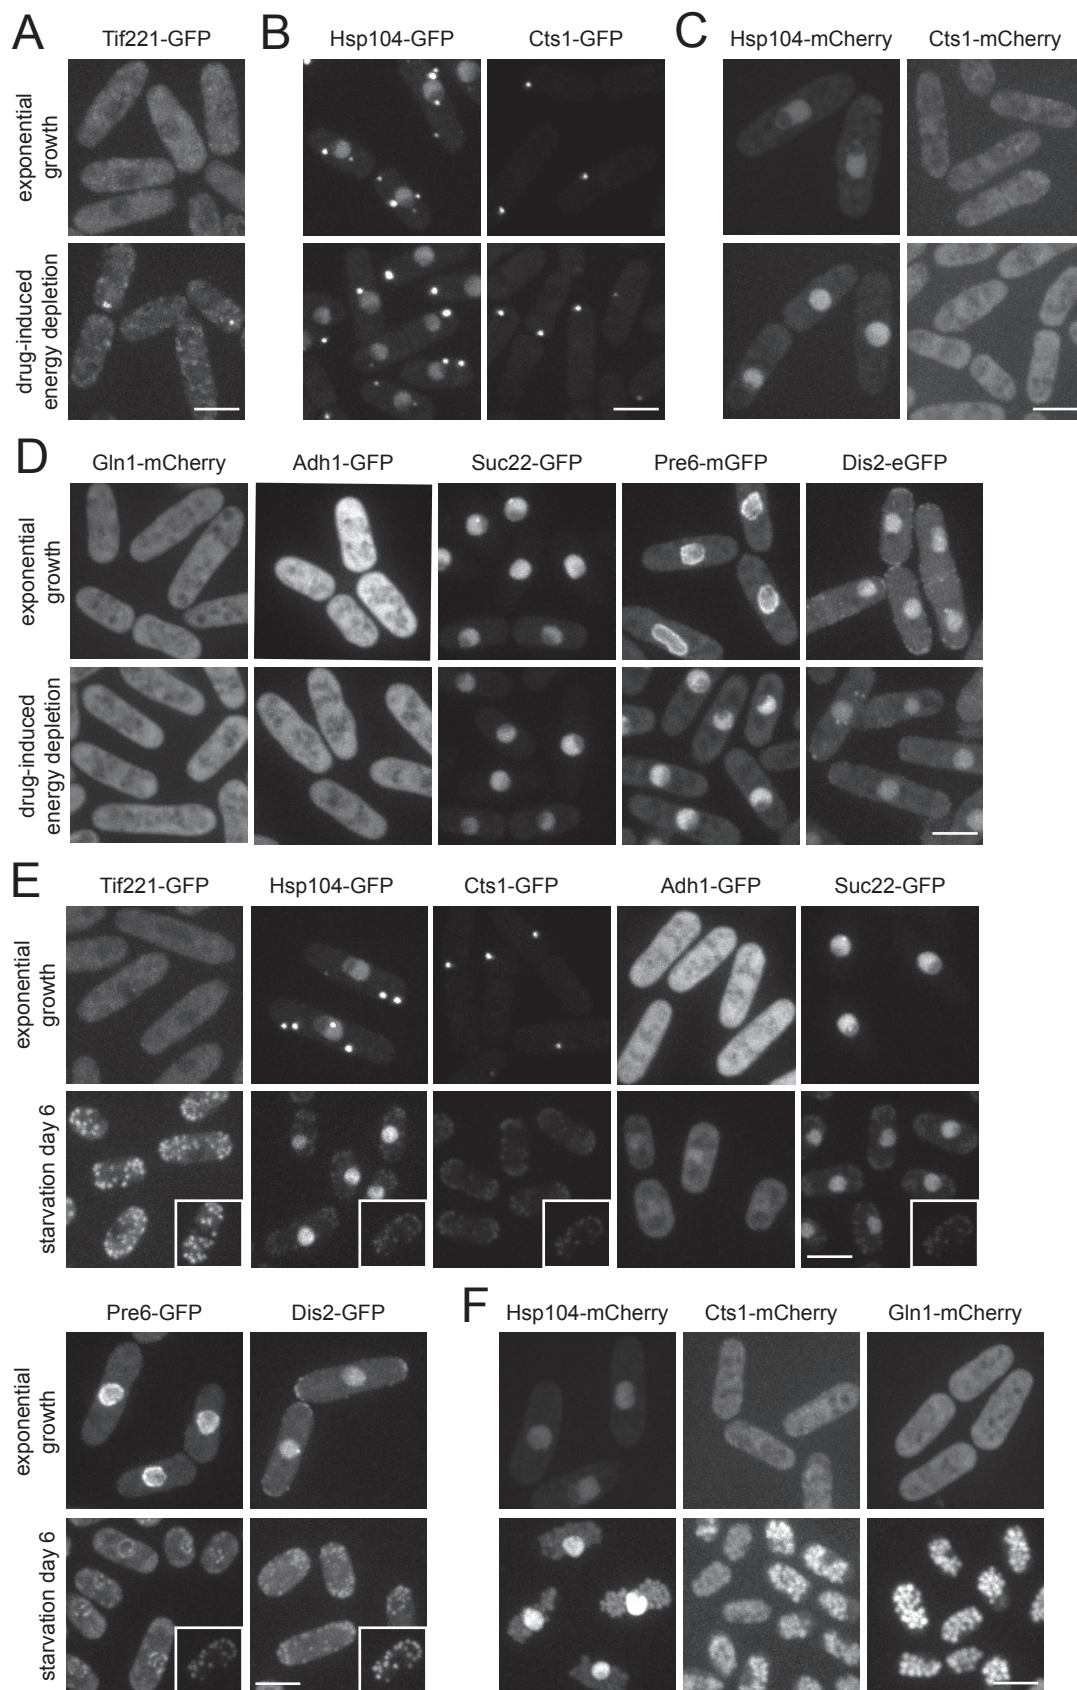 A
Tif221-GFP
B
Hsp104-GFP
Cts1-GFP
C
Hsp104-mCherry
Cts1-mCherry
exponential
growth
drug-induced
energy depletion
D
Gln1-mCherry
Adh1-GFP
Suc22-GFP
Pre6-mGFP
Dis2-eGFP
exponential
growth
drug-induced
energy depletion
E
Tif221-GFP
Hsp104-GFP
Cts1-GFP
Adh1-GFP
Suc22-GFP
exponential
growth
starvation day 6
Pre6-GFP
Dis2-GFP
exponential
growth
starvation day 6
F
Hsp104-mCherry
Cts1-mCherry
Gln1-mCherry